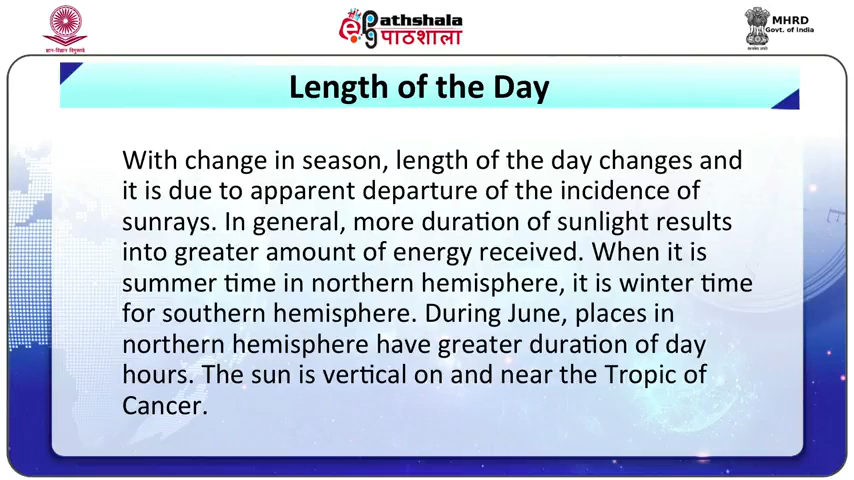 ज्ञान-विज्ञान विमुक्तये
ePathshala
पाठशाला
MHRD
Govt. of India
Length of the Day
With change in season, length of the day changes and
it is due to apparent departure of the incidence of
sunrays. In general, more duration of sunlight results
into greater amount of energy received. When it is
summer time in northern hemisphere, it is winter time
for southern hemisphere. During June, places in
northern hemisphere have greater duration of day
hours. The sun is vertical on and near the Tropic of
Cancer.